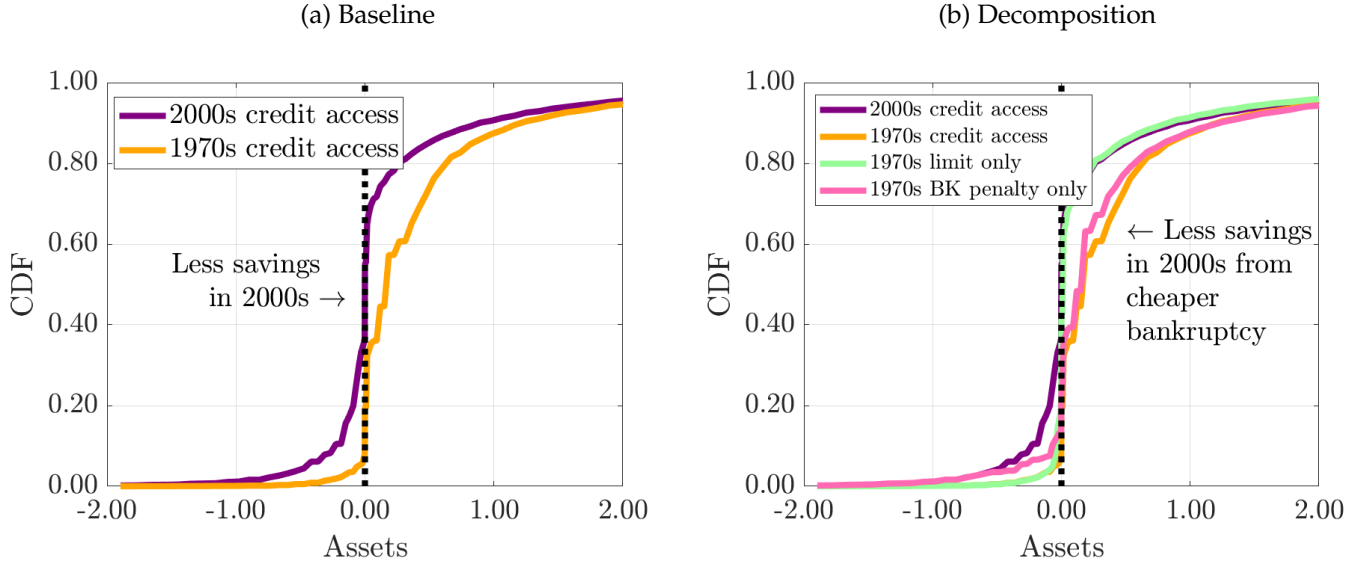 (a) Baseline
1.00
0.80
0.60
0.40
0.20
0.00
CDF
2000s credit access
1970s credit access
Less savings
in 2000s →
-2.00
-1.00
0.00
1.00
2.00
Assets
(b) Decomposition
1.00
0.80
0.60
0.40
0.20
0.00
CDF
2000s credit access
1970s credit access
1970s limit only
1970s BK penalty only
← Less savings
in 2000s from
cheaper
bankruptcy
-2.00
-1.00
0.00
1.00
2.00
Assets